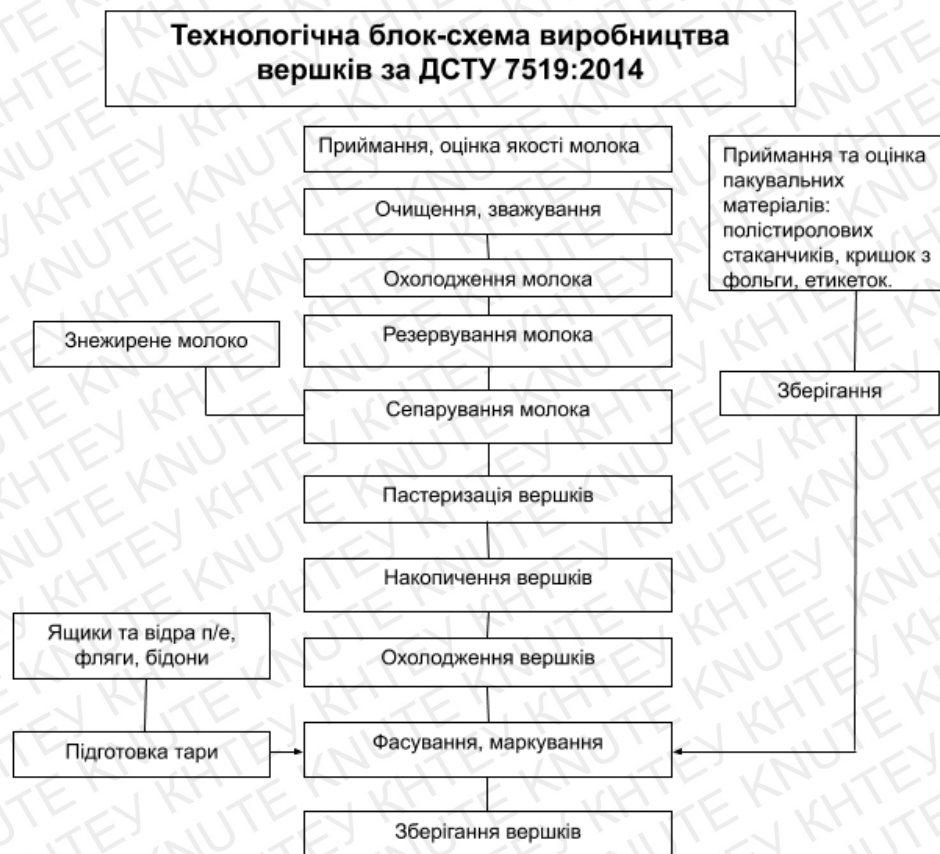 Технологічна блок-схема виробництва
вершків за ДСТУ 7519:2014
Приймання, оцінка якості молока
Приймання та оцінка
пакувальних
матеріалів:
полістиролових
стаканчиків, кришок з
фольги, етикеток.
Очищення, зважування
Охолодження молока
Резервування молока
Знежирене молоко
Зберігання
Сепарування молока
Пастеризація вершків
Накопичення вершків
Ящики та відра п/е,
фляги, бідони
Охолодження вершків
Підготовка тари
Фасування, маркування
Зберігання вершків
KNUTE КНТЕУ